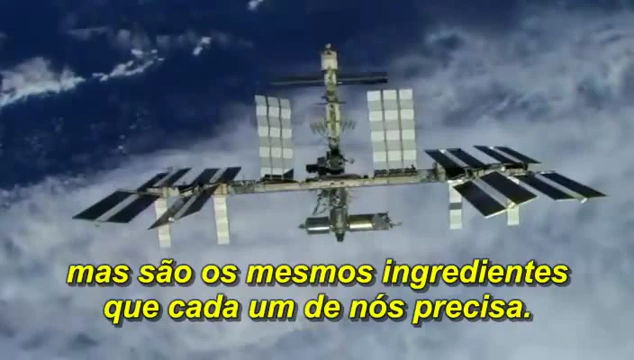 mas são os mesmos ingredientes
que cada um de nós precisa.